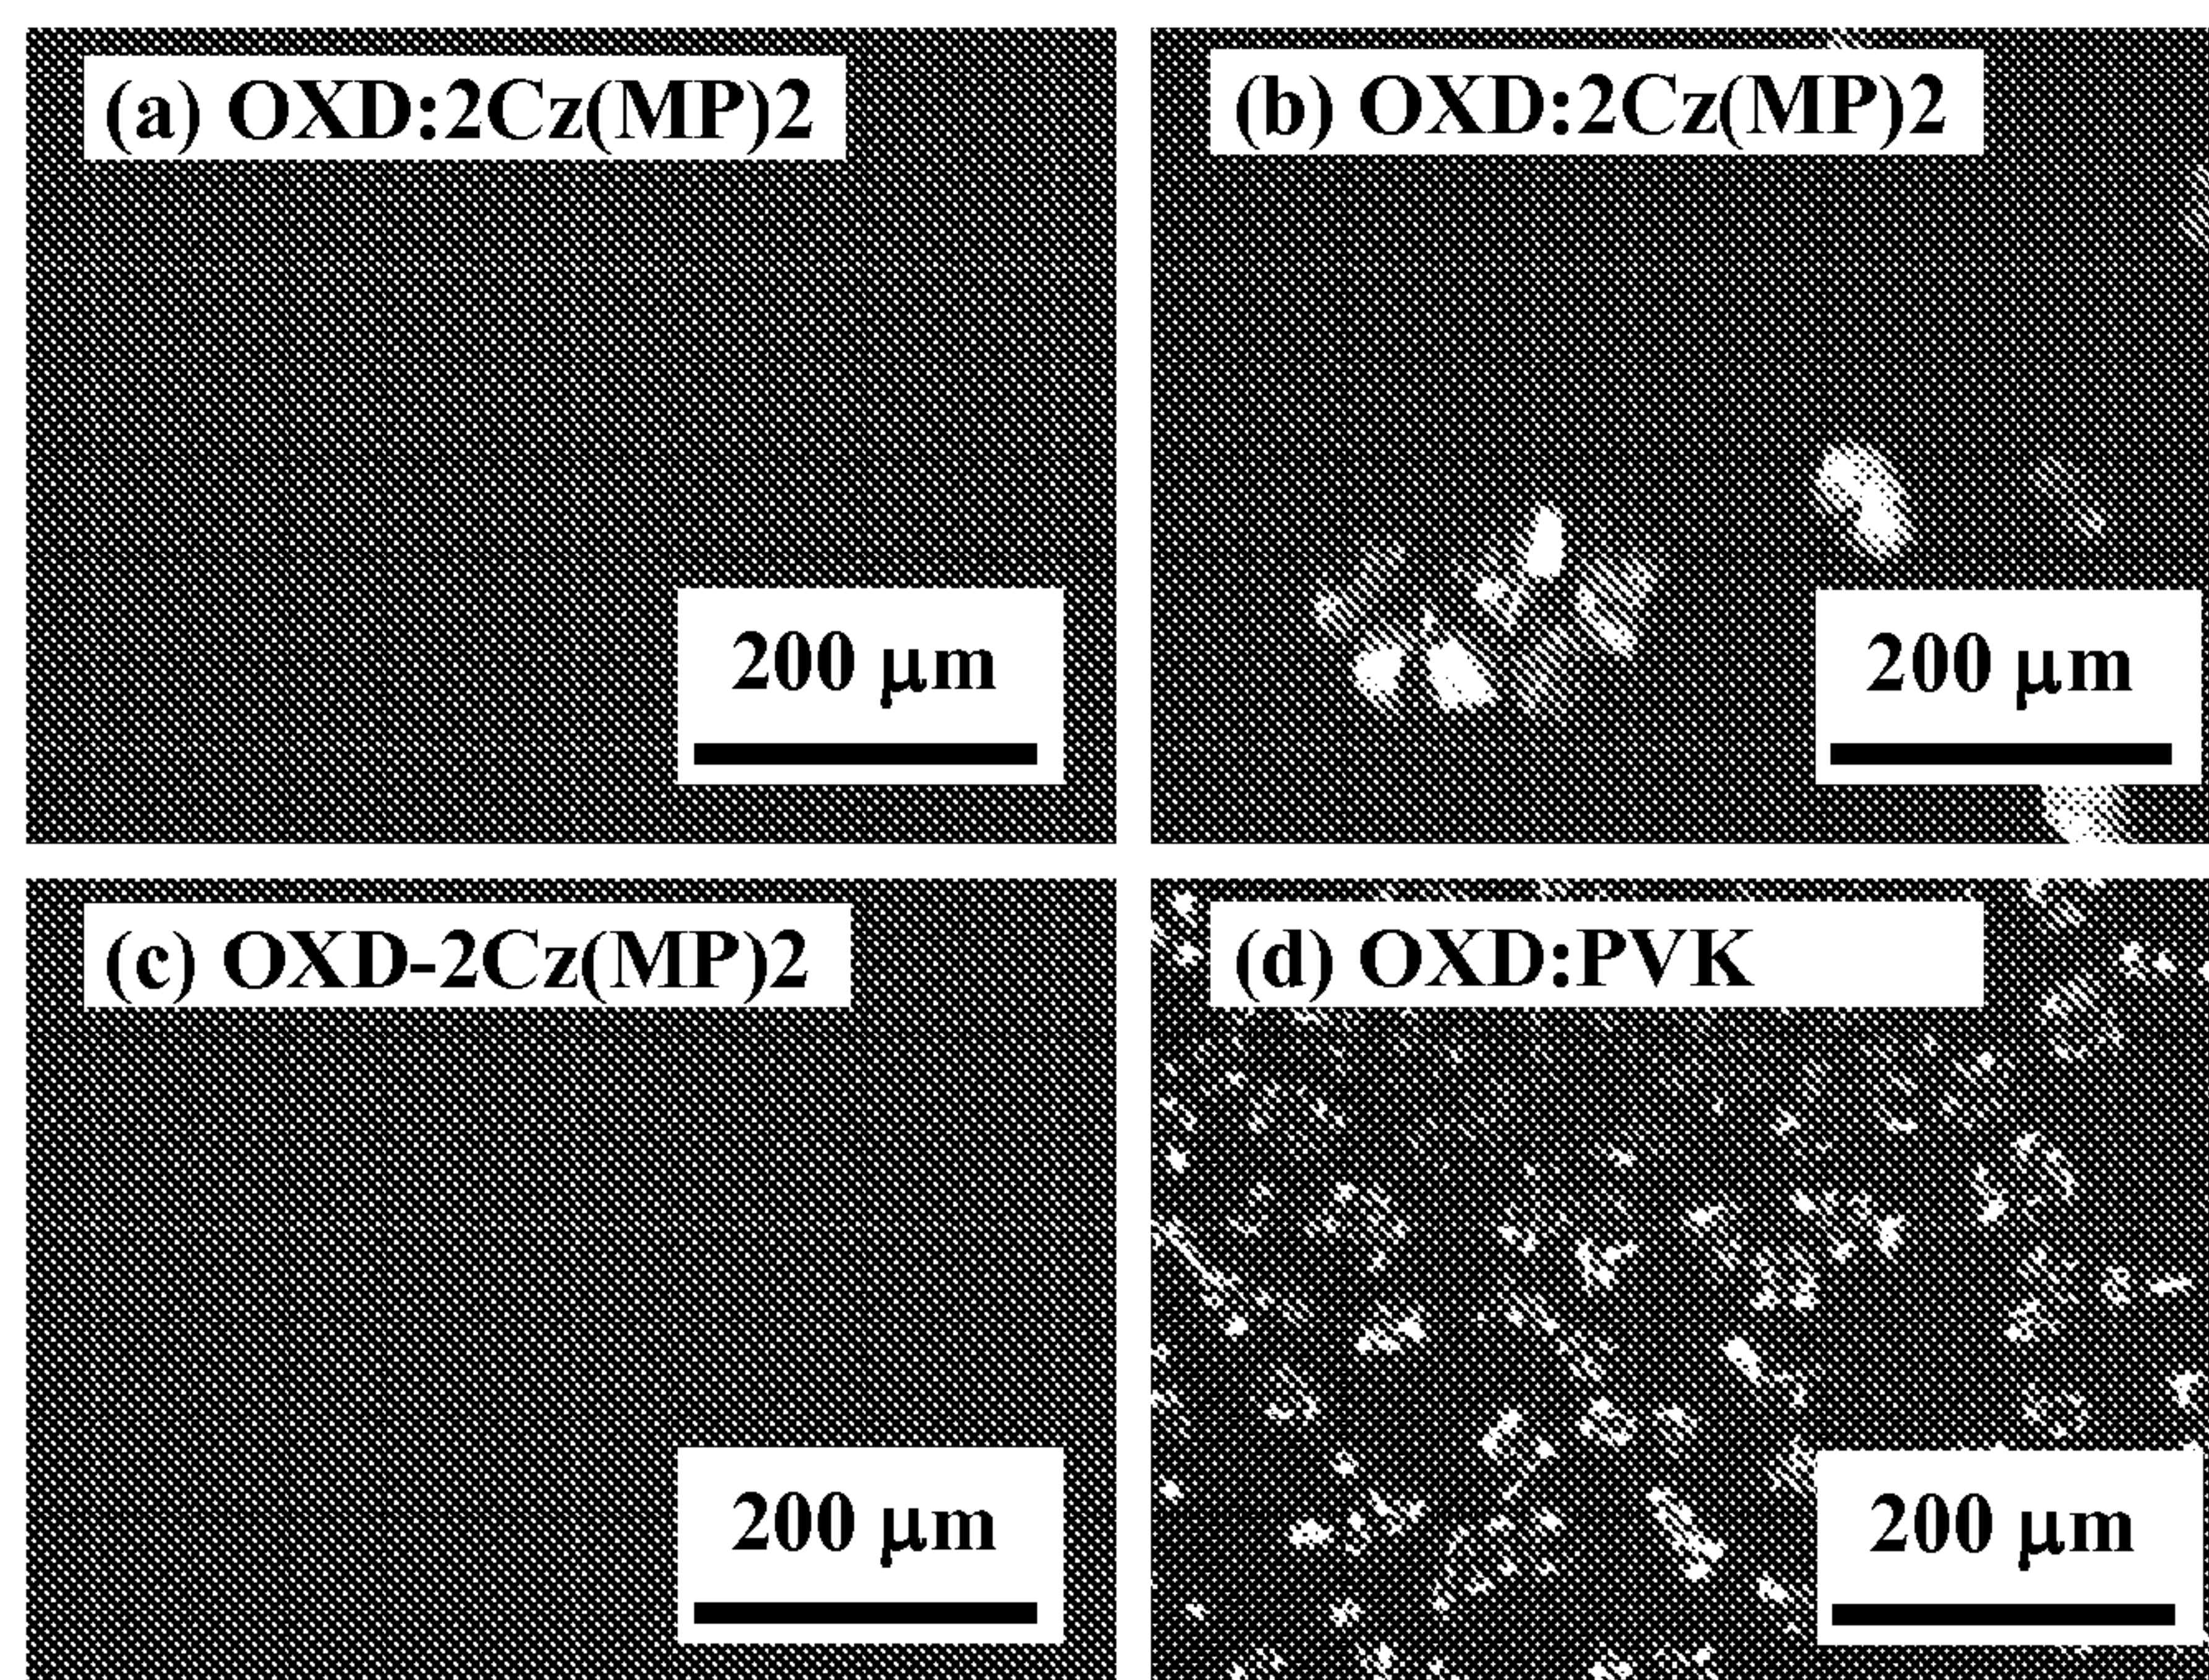 (a) OXD:2Cz(MP)2
(b) OXD:2Cz(MP)2
200 μm
200 μm
(c) OXD-2Cz(MP)2
(d) OXD:PVK
200 μm
200 μm